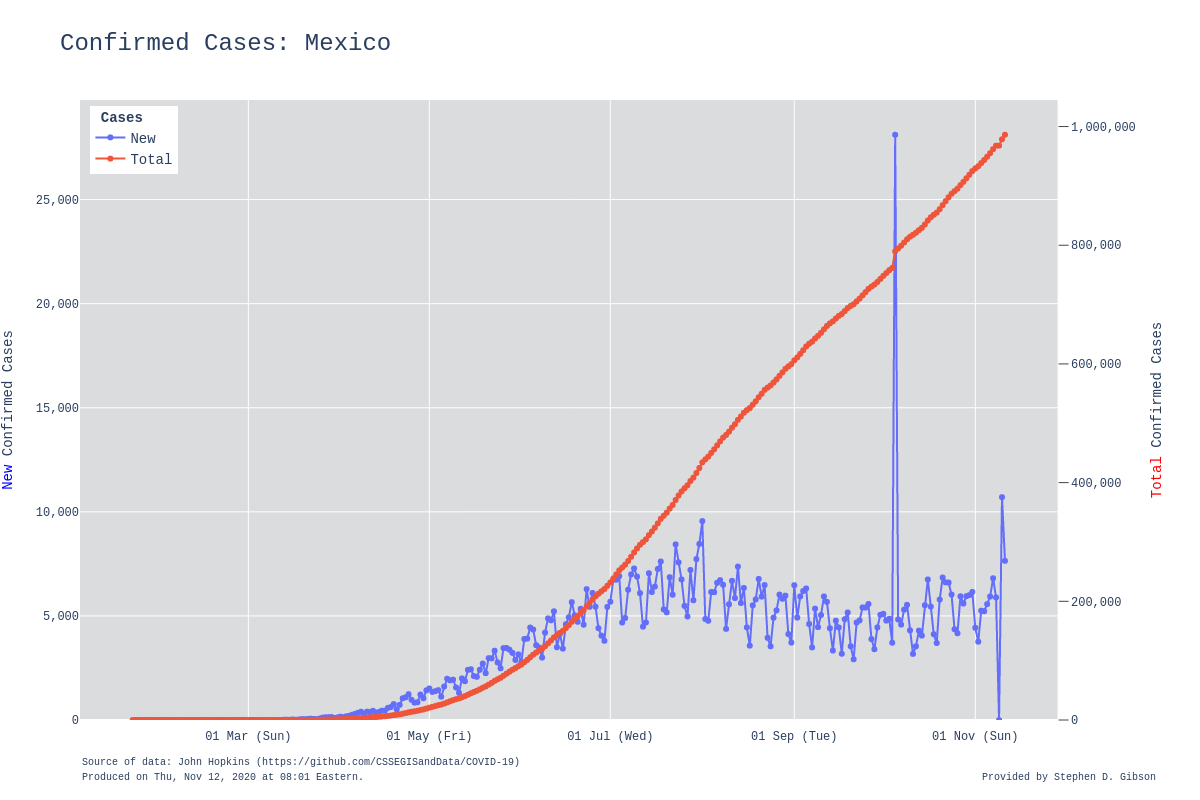 Confirmed Cases: Mexico
Cases
New
Total
25,000
20,000
15,000
10,000
5,000
0
1,000,000
800,000
600,000
400,000
200,000
0
New Confirmed Cases
Total Confirmed Cases
01 Mar (Sun)
01 May (Fri)
01 Jul (Wed)
01 Sep (Tue)
01 Nov (Sun)
Source of data: John Hopkins (https://github.com/CSSEGISandData/COVID-19)
Produced on Thu, Nov 12, 2020 at 08:01 Eastern.
Provided by Stephen D. Gibson